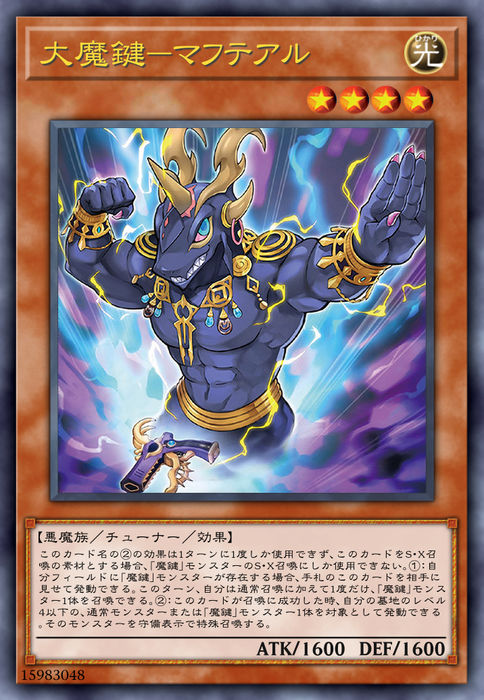 大魔鍵－マフテアル
ひかり
光
【悪魔族／チューナー／効果】
このカード名の②の効果は1ターンに1度しか使用できず、このカードをS・X召
喚の素材とする場合、「魔鍵」モンスターのS・X召喚にしか使用できない。①：自
分フィールドに「魔鍵」モンスターが存在する場合、手札のこのカードを相手に
見せて発動できる。このターン、自分は通常召喚に加えて1度だけ、「魔鍵」モンス
ター1体を召喚できる。②：このカードが召喚に成功した時、自分の墓地のレベル
4以下の、通常モンスターまたは「魔鍵」モンスター1体を対象として発動できる。
そのモンスターを守備表示で特殊召喚する。
ATK/1600 DEF/1600
15983048